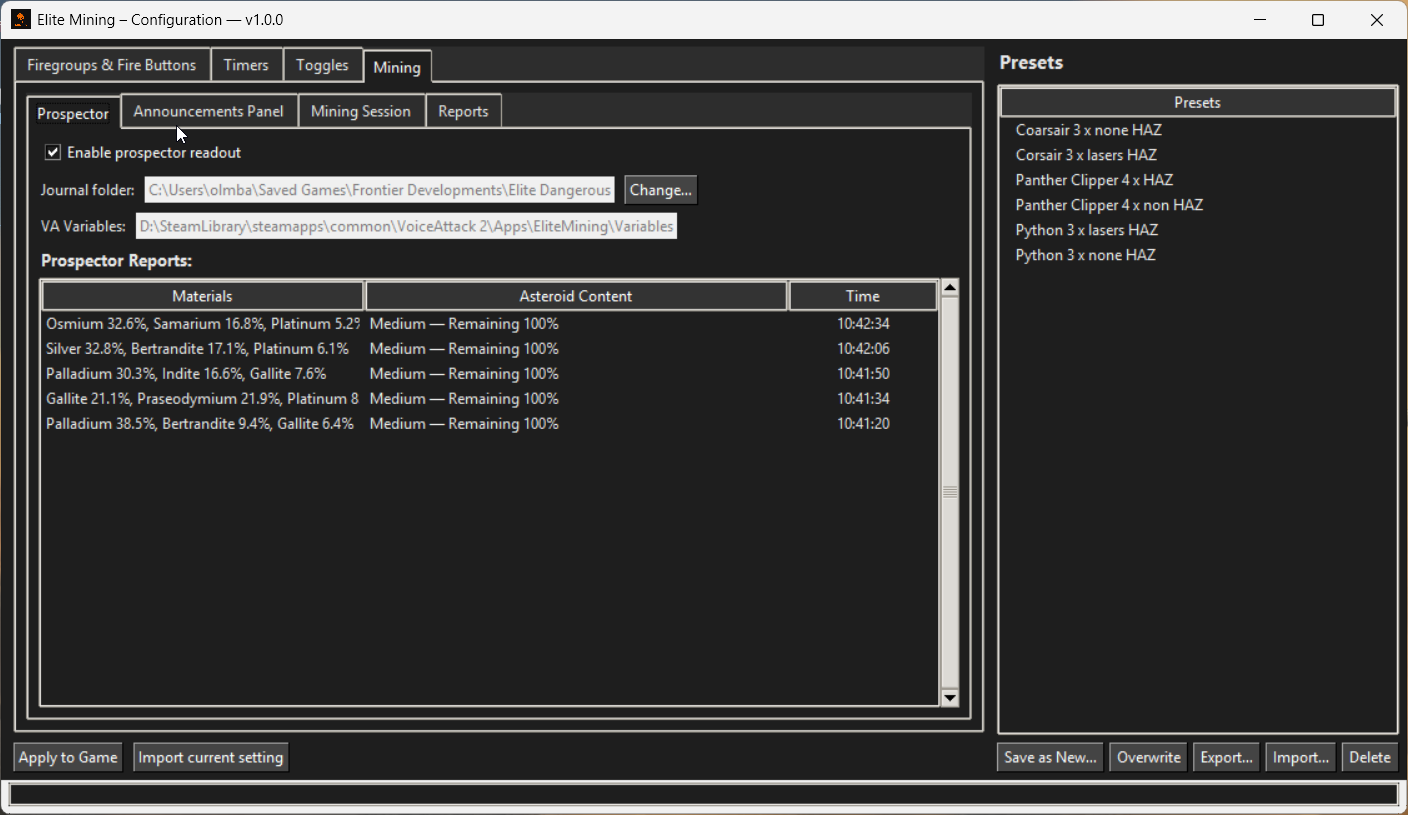 Elite Mining – Configuration — v1.0.0
Firegroups & Fire Buttons Timers Toggles Mining
Prospector Announcements Panel Mining Session Reports
Enable prospector readout
Journal folder: C:\Users\olmba\Saved Games\Frontier Developments\Elite Dangerous Change...
VA Variables: D:\SteamLibrary\steamapps\common\VoiceAttack 2\Apps\EliteMining\Variables
Prospector Reports:
Materials Asteroid Content Time
Osmium 32.6%, Samarium 16.8%, Platinum 5.2% Medium — Remaining 100% 10:42:34
Silver 32.8%, Bertrandite 17.1%, Platinum 6.1% Medium — Remaining 100% 10:42:06
Palladium 30.3%, Indite 16.6%, Gallite 7.6% Medium — Remaining 100% 10:41:50
Gallite 21.1%, Praseodymium 21.9%, Platinum 8 Medium — Remaining 100% 10:41:34
Palladium 38.5%, Bertrandite 9.4%, Gallite 6.4% Medium — Remaining 100% 10:41:20
Apply to Game Import current setting
Presets
Presets
Coarsair 3 x none HAZ
Corsair 3 x lasers HAZ
Panther Clipper 4 x HAZ
Panther Clipper 4 x non HAZ
Python 3 x lasers HAZ
Python 3 x none HAZ
Save as New... Overwrite Export... Import... Delete